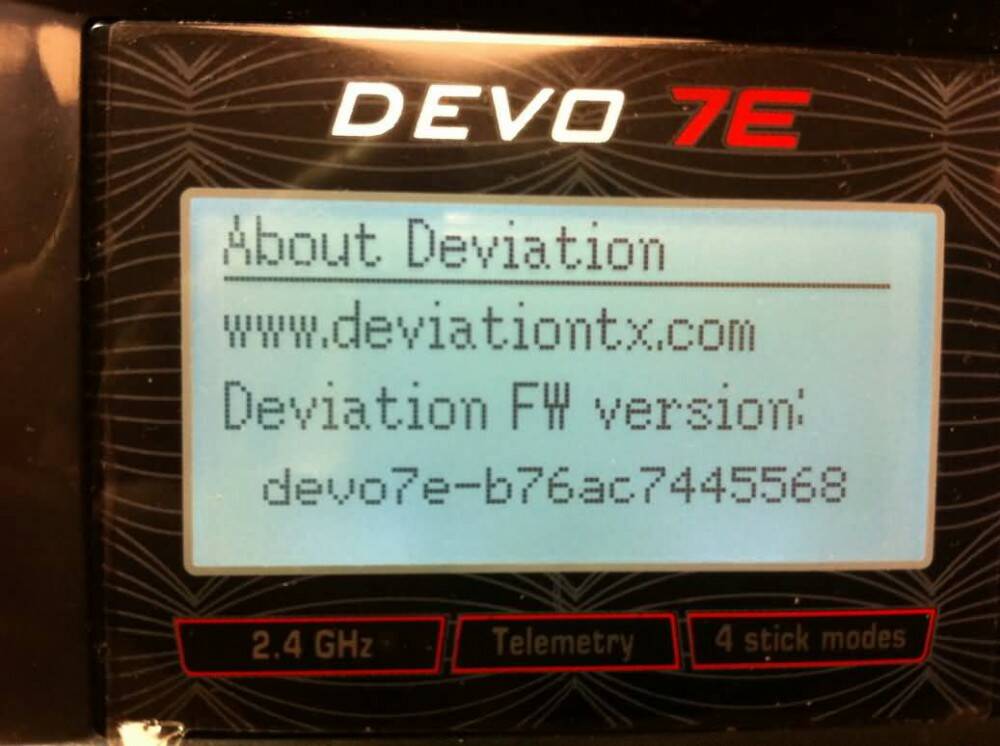 DEVO 7E
About Deviation
www.deviationtx.com
Deviation FW version:
devo7e-b76ac7445568
2.4 GHz
Telemetry
4 stick modes